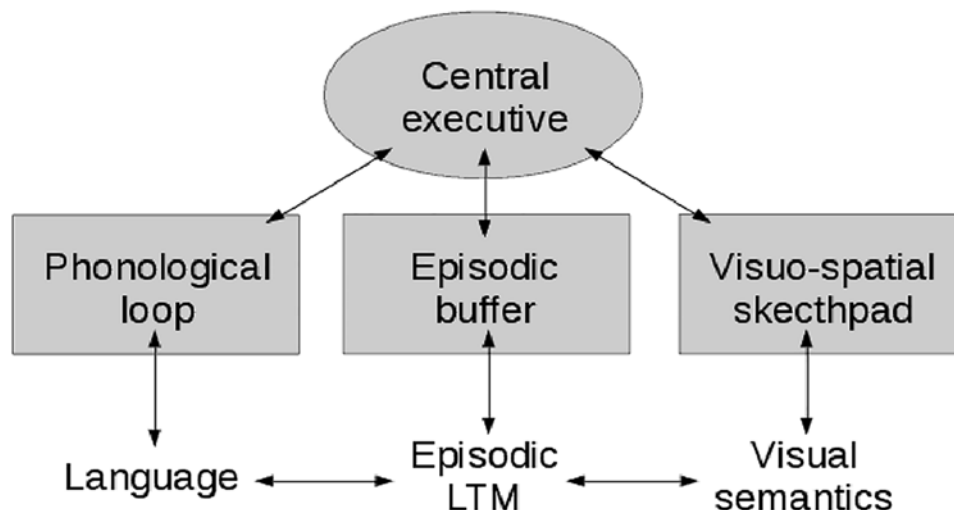 Central
executive
Phonological
loop
Episodic
buffer
Visuo-spatial
skecthpad
Language
Episodic
LTM
Visual
semantics